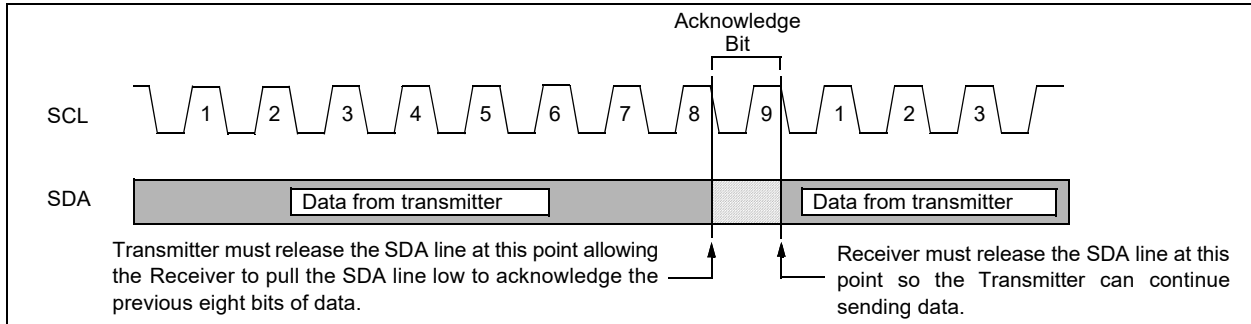 Acknowledge
Bit
SCL
1 2 3 4 5 6 7 8 9 1 2 3
SDA
Data from transmitter Data from transmitter
Transmitter must release the SDA line at this point allowing
the Receiver to pull the SDA line low to acknowledge the
previous eight bits of data.
Receiver must release the SDA line at this
point so the Transmitter can continue
sending data.